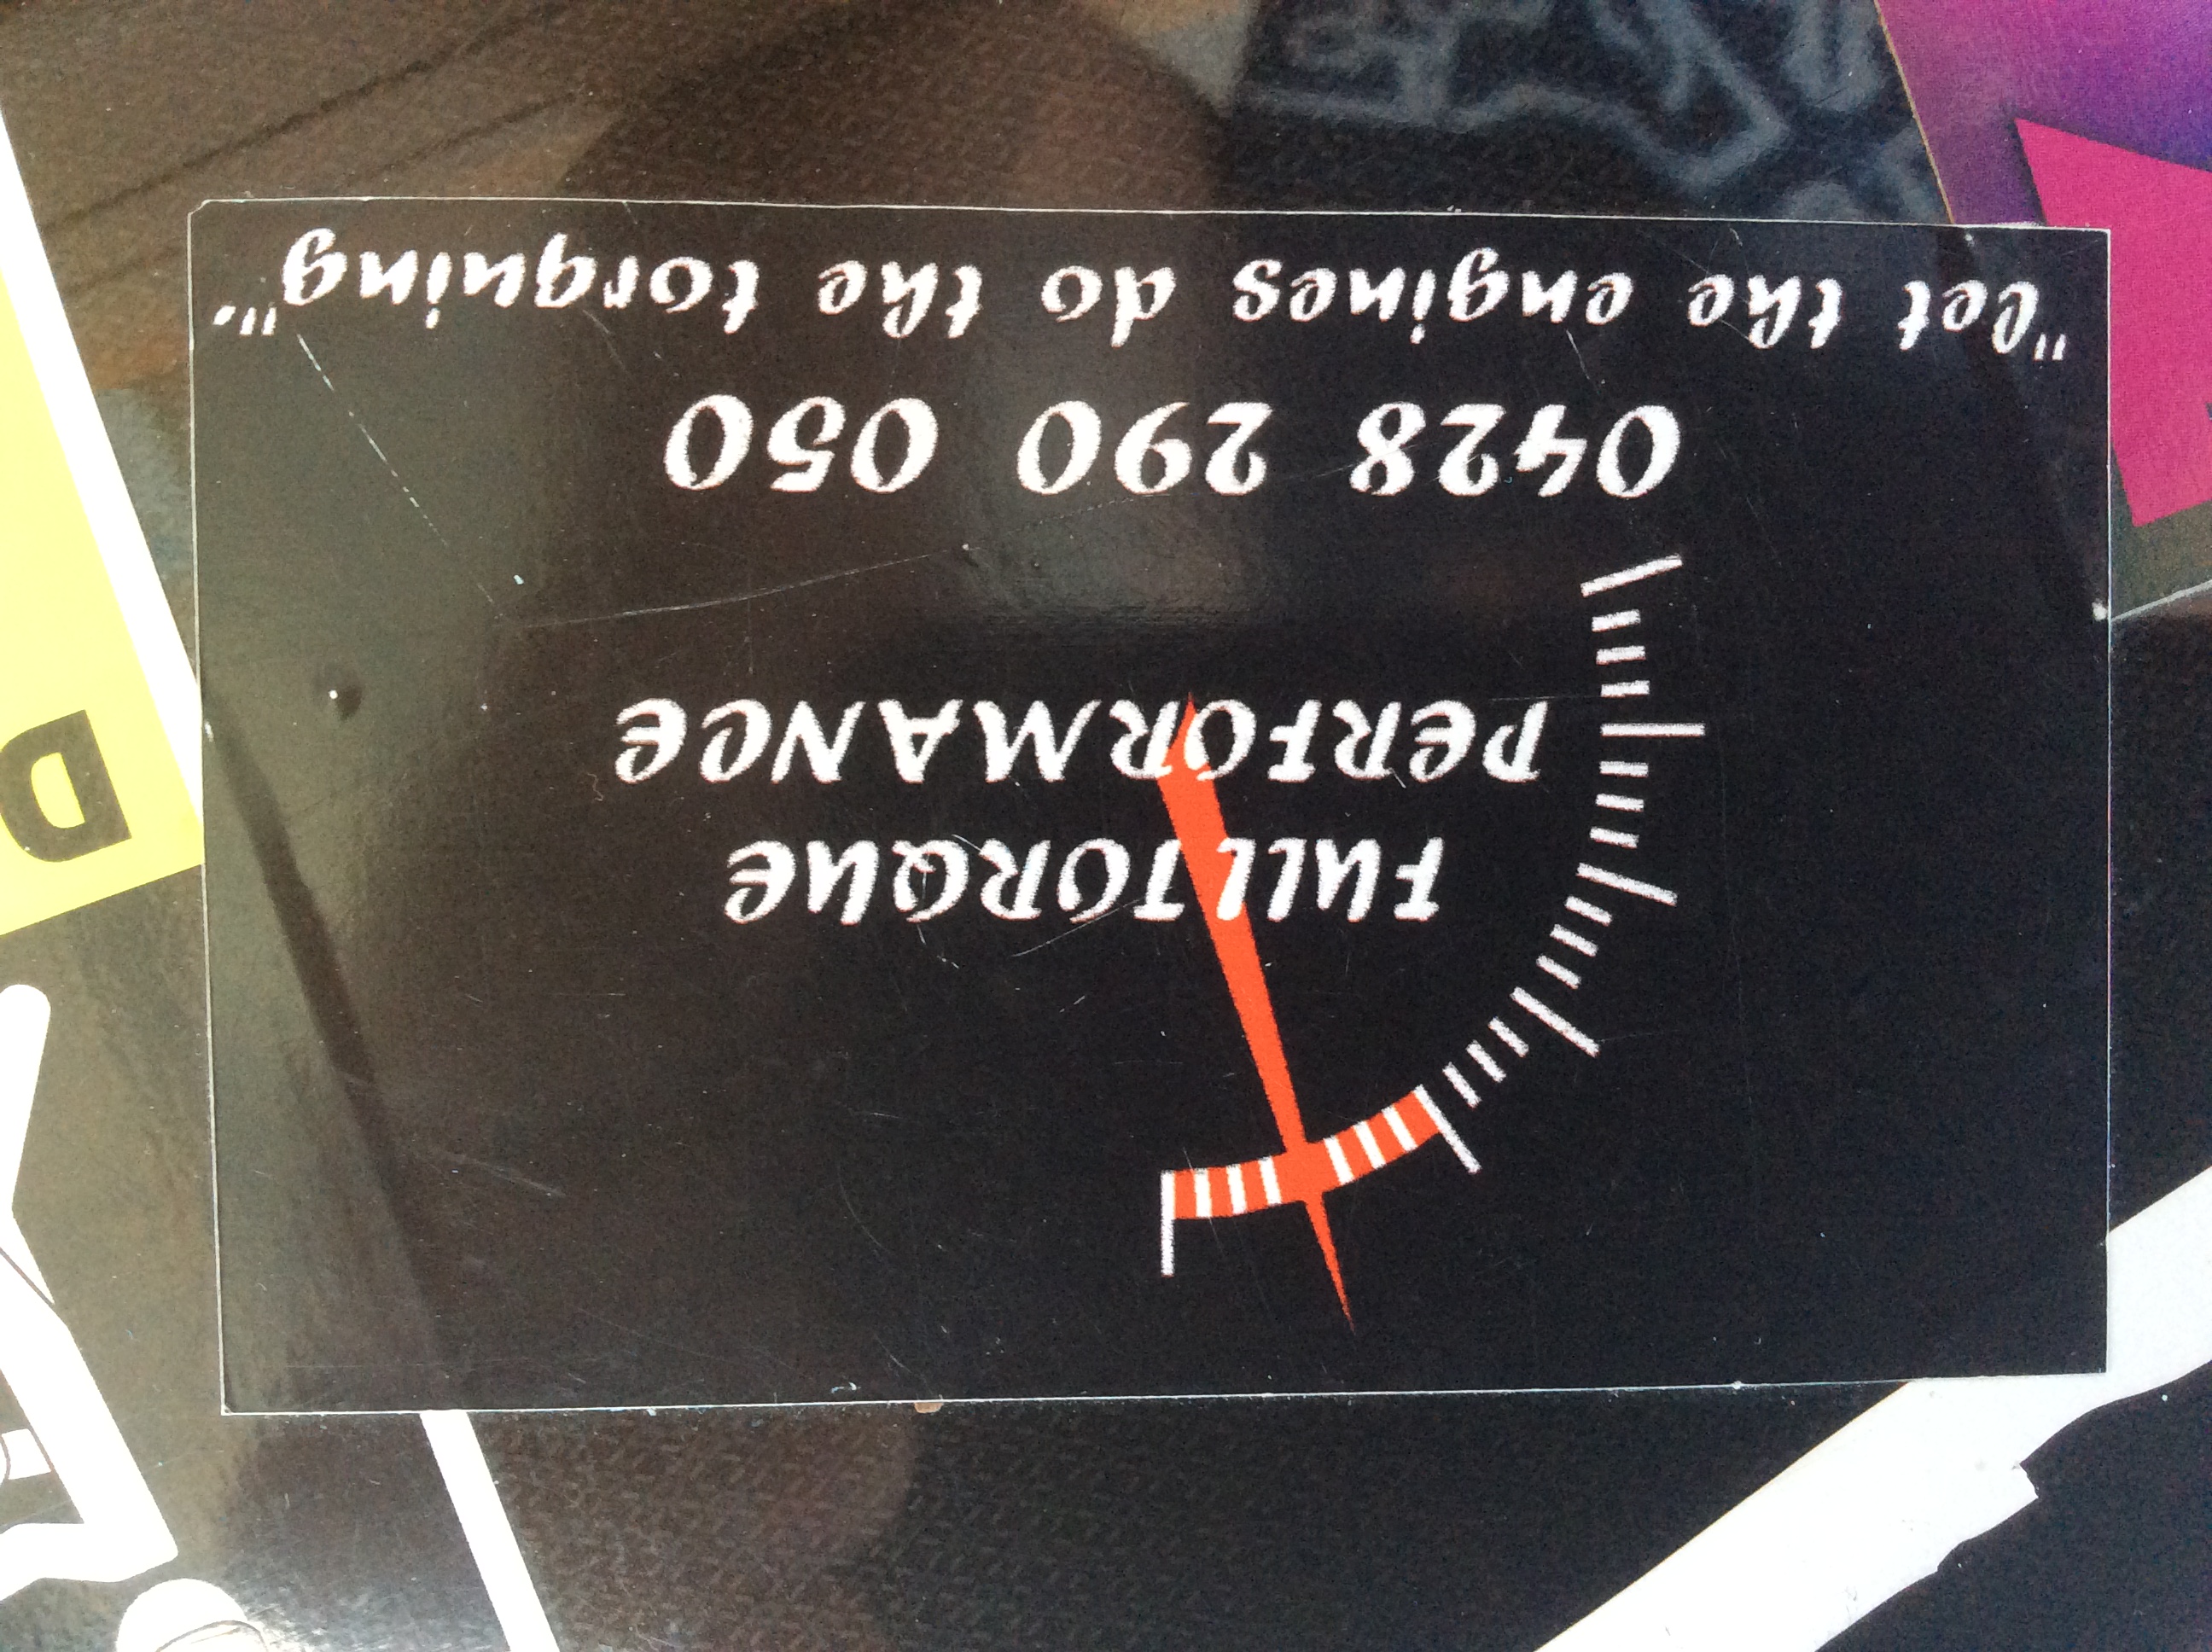 FULLTORQUE
PERFORMANCE
0428 290 050
"let the engines do the torquing".
D